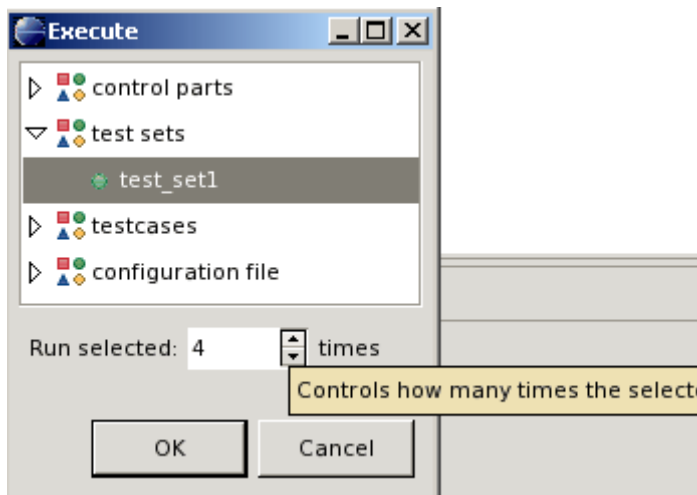 Execute
control parts
test sets
test_set1
testcases
configuration file
Run selected: 4 times
Controls how many times the select
OK Cancel